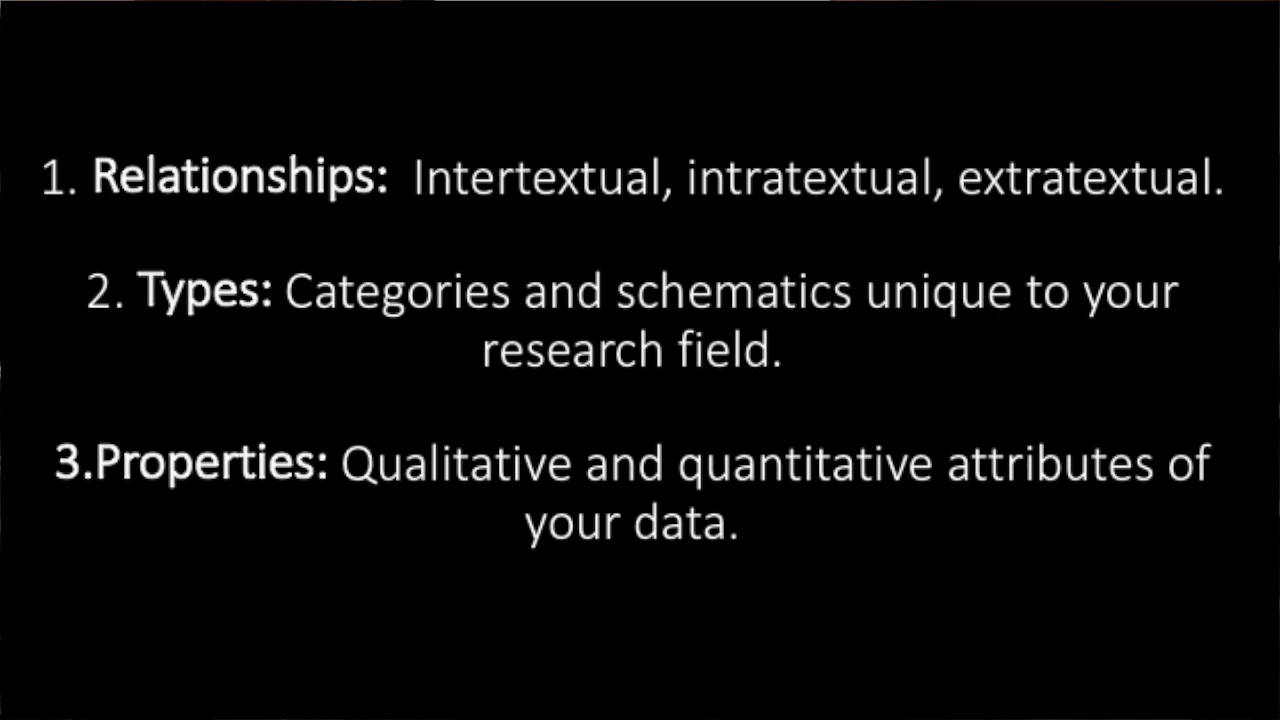 1. Relationships: Intertextual, intratextual, extratextual.
2. Types: Categories and schematics unique to your
research field.
3.Properties: Qualitative and quantitative attributes of
your data.